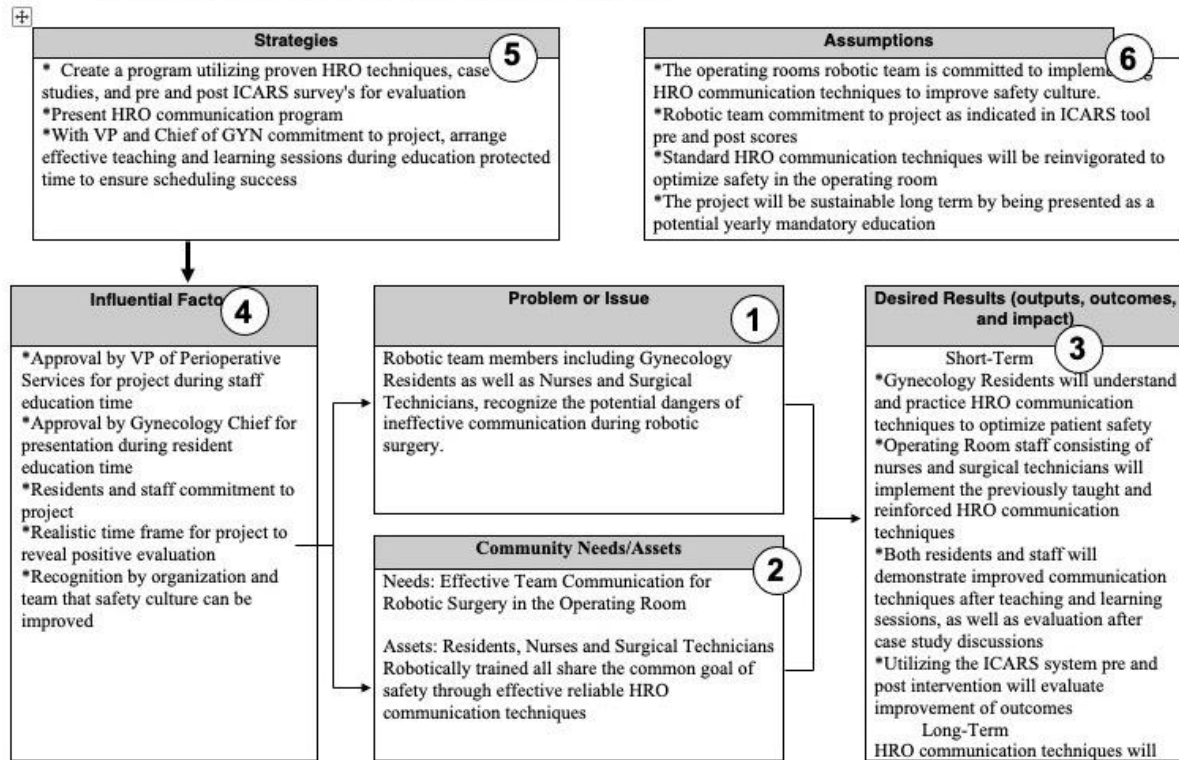 Strategies
5
* Create a program utilizing proven HRO techniques, case
studies, and pre and post ICARS survey's for evaluation
*Present HRO communication program
*With VP and Chief of GYN commitment to project, arrange
effective teaching and learning sessions during education protected
time to ensure scheduling success
Assumptions
6
*The operating rooms robotic team is committed to
HRO communication techniques to improve safety culture.
*Robotic team commitment to project as indicated in ICARS tool
pre and post scores
*Standard HRO communication techniques will be reinvigorated to
optimize safety in the operating room
*The project will be sustainable long term by being presented as a
potential yearly mandatory education
Influential
4
*Approval by VP of Perioperative
Services for project during staff
education time
*Approval by Gynecology Chief for
presentation during resident
education time
*Residents and staff commitment to
project
*Realistic time frame for project to
reveal positive evaluation
*Recognition by organization and
team that safety culture can be
improved
Problem or Issue
1
Robotic team members including Gynecology
Residents as well as Nurses and Surgical
Technicians, recognize the potential dangers of
ineffective communication during robotic
surgery.
Community Needs/Assets
2
Needs: Effective Team Communication for
Robotic Surgery in the Operating Room
Assets: Residents, Nurses and Surgical Technicians
Robotically trained all share the common goal of
safety through effective reliable HRO
communication techniques
Desired Results (outputs, outcomes,
and impact)
3
Short-Term
*Gynecology Residents will understand
and practice HRO communication
techniques to optimize patient safety
*Operating Room staff consisting of
nurses and surgical technicians will
implement the previously taught and
reinforced HRO communication
techniques
*Both residents and staff will
demonstrate improved communication
techniques after teaching and learning
sessions, as well as evaluation after
case study discussions
*Utilizing the ICARS system pre and
post intervention will evaluate
improvement of outcomes
Long-Term
HRO communication techniques will